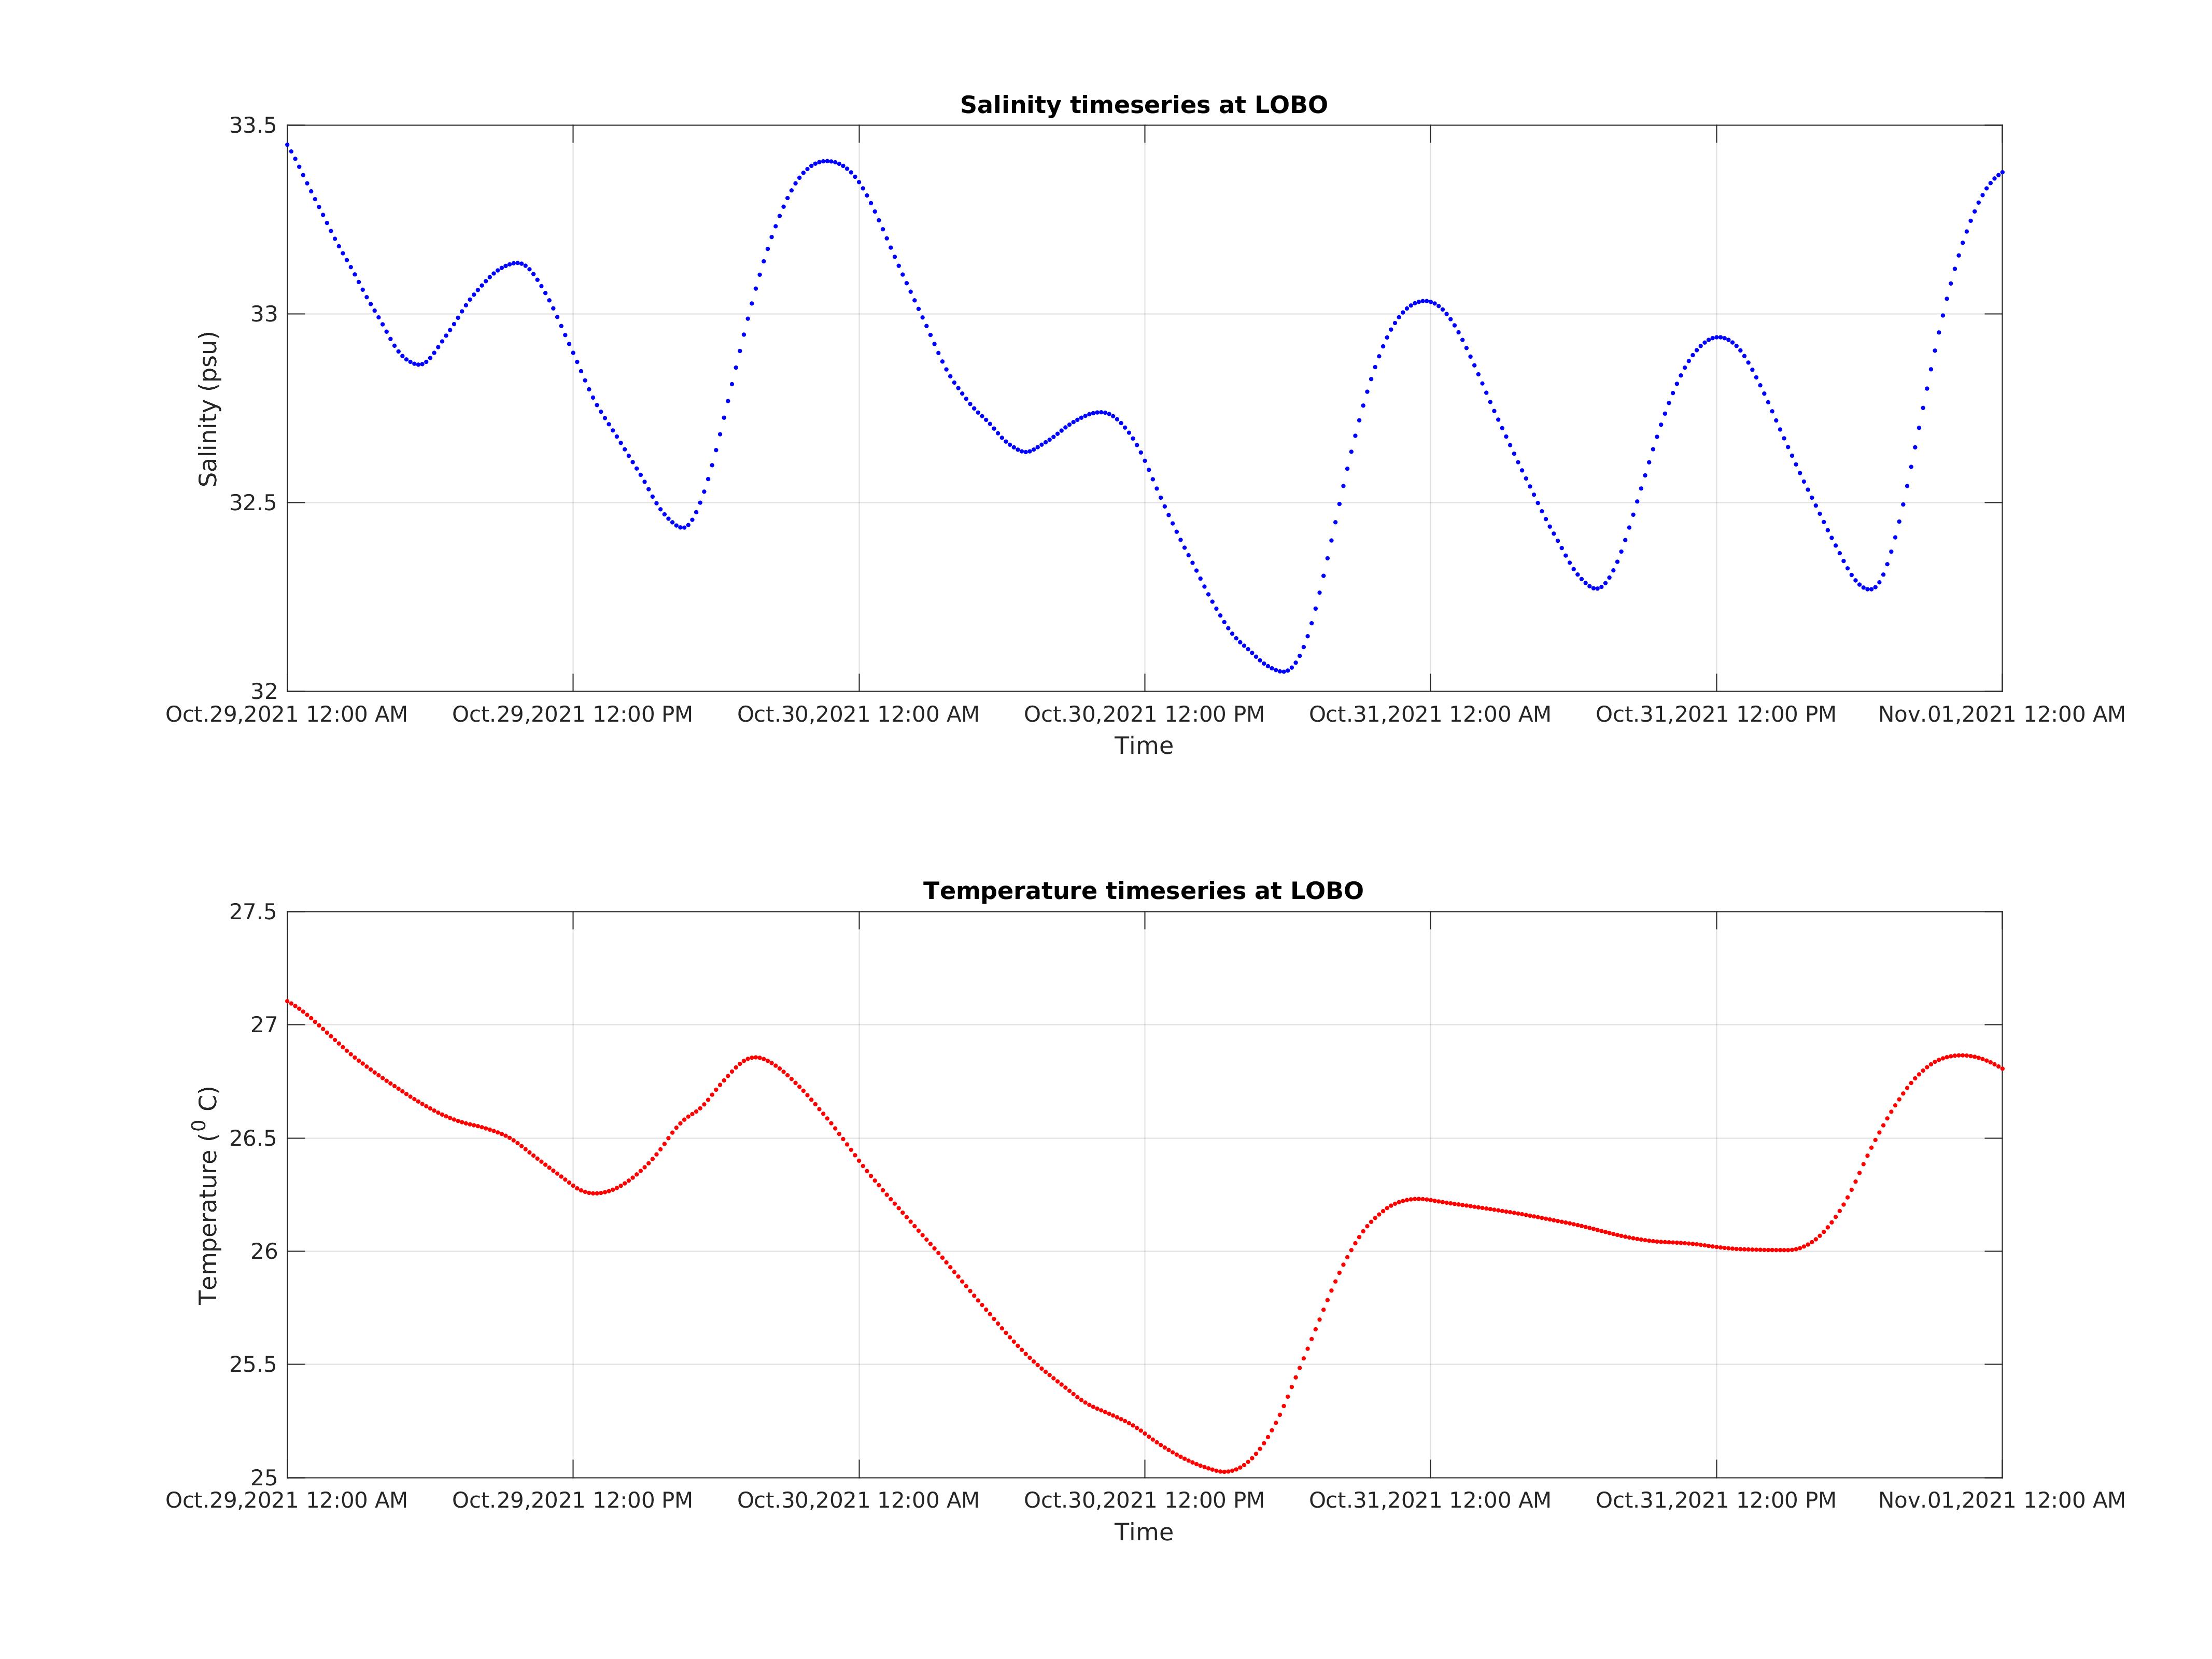 Salinity timeseries at LOBO
33.5
33
32.5
32
Salinity (psu)
Oct.29,2021 12:00 AM Oct.29,2021 12:00 PM Oct.30,2021 12:00 AM Oct.30,2021 12:00 PM Oct.31,2021 12:00 AM Oct.31,2021 12:00 PM Nov.01,2021 12:00 AM
Time
Temperature timeseries at LOBO
27.5
27
26.5
26
25.5
25
Temperature (⁰ C)
Oct.29,2021 12:00 AM Oct.29,2021 12:00 PM Oct.30,2021 12:00 AM Oct.30,2021 12:00 PM Oct.31,2021 12:00 AM Oct.31,2021 12:00 PM Nov.01,2021 12:00 AM
Time